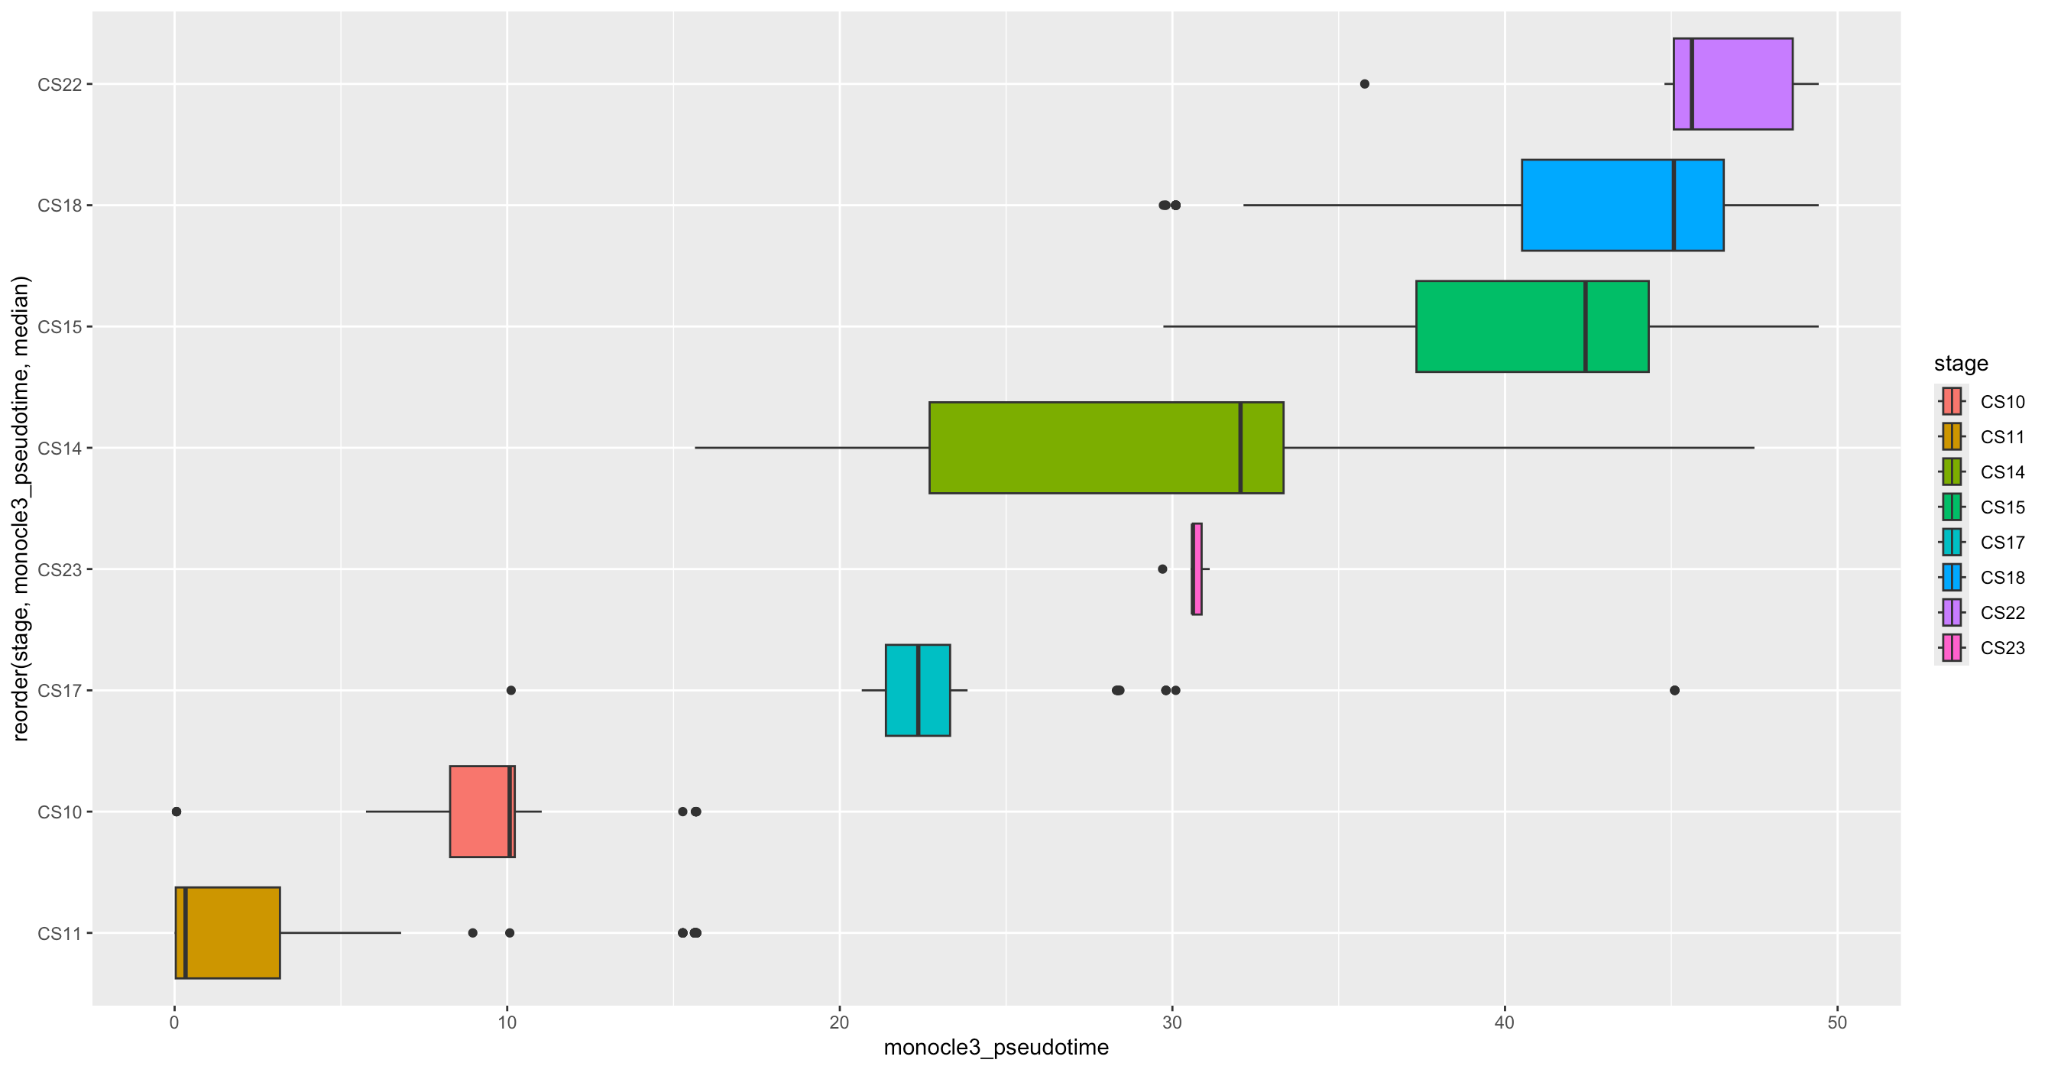 reorder(stage, monocle3_pseudotime, median)
CS22
CS18
CS15
CS14
CS23
CS17
CS10
CS11
0 10 20 30 40 50
monocle3_pseudotime
stage
CS10
CS11
CS14
CS15
CS17
CS18
CS22
CS23